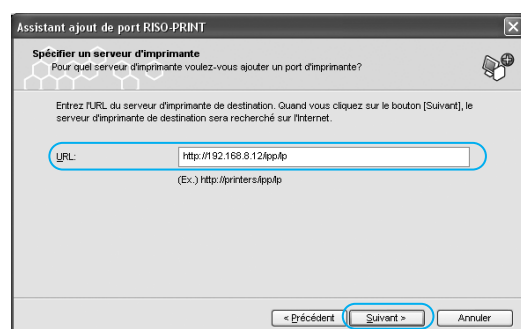 Assistant ajout de port RISO-PRINT
Spécifier un serveur d'imprimante
Pour quel serveur d'imprimante voulez-vous ajouter un port d'imprimante?
Entrez l'URL du serveur d'imprimante de destination. Quand vous cliquez sur le bouton [Suivant], le
serveur d'imprimante de destination sera recherché sur l'Internet.
URL:
http://192.168.8.12/ipp/lp
(Ex.) http://printers/ipp/lp
< Précédent
Suivant >
Annuler